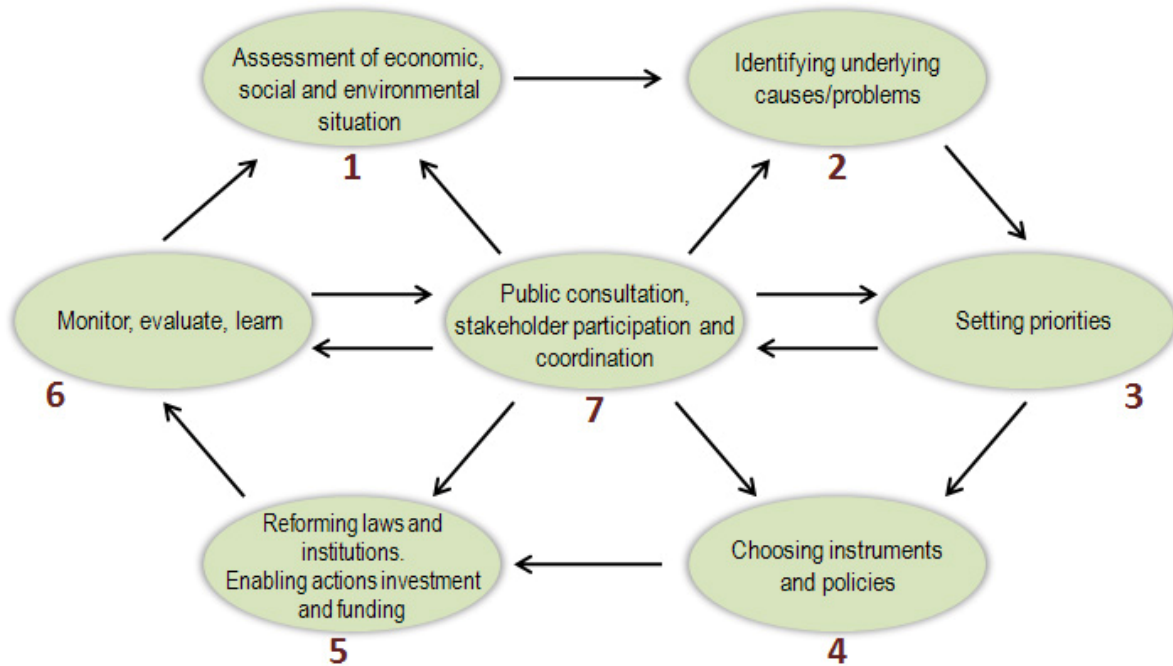 Assessment of economic,
social and environmental
situation
1
Identifying underlying
causes/problems
2
Monitor, evaluate, learn
6
Public consultation,
stakeholder participation and
coordination
7
Setting priorities
3
Reforming laws and
institutions.
Enabling actions investment
and funding
5
Choosing instruments
and policies
4